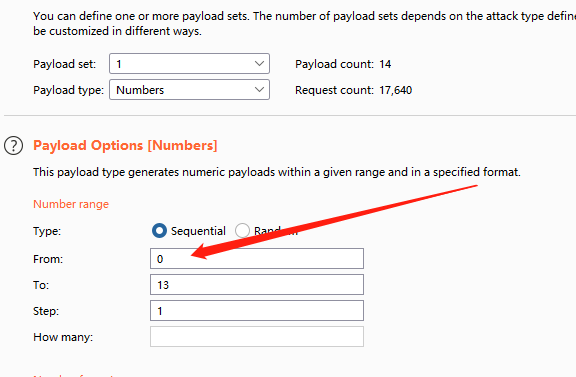 You can define one or more payload sets. The number of payload sets depends on the attack type define
be customized in different ways.
Payload set: 1 Payload count: 14
Payload type: Numbers Request count: 17,640
? Payload Options [Numbers]
This payload type generates numeric payloads within a given range and in a specified format.
Number range
Type: Sequential Random
From: 0
To: 13
Step: 1
How many: